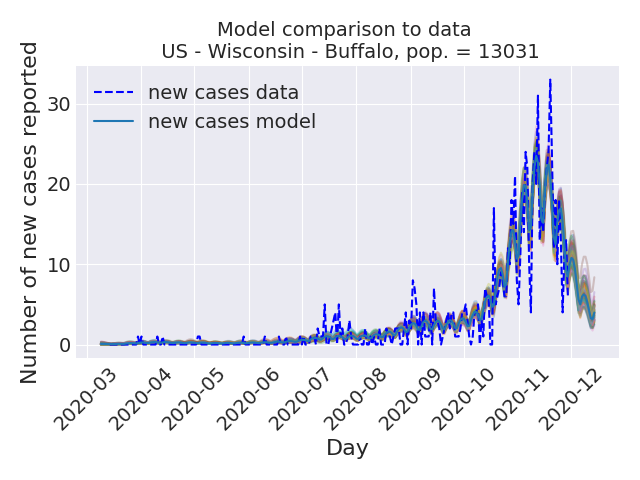 Model comparison to data
US - Wisconsin - Buffalo, pop. = 13031
Number of new cases reported
30
20
10
0
new cases data
new cases model
2020-03
2020-04
2020-05
2020-06
2020-07
2020-08
2020-09
2020-10
2020-11
2020-12
Day